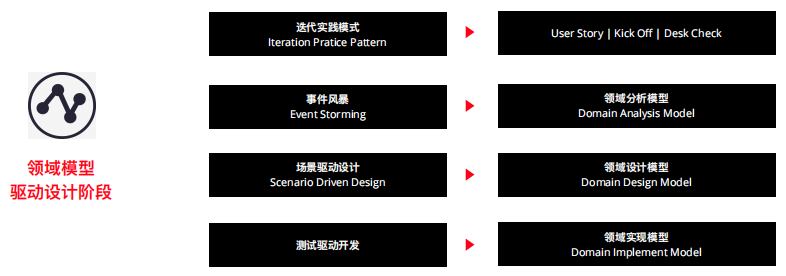 迭代实践模式
Iteration Pratice Pattern
User Story | Kick Off | Desk Check
事件风暴
Event Storming
领域分析模型
Domain Analysis Model
领域模型
驱动设计阶段
场景驱动设计
Scenario Driven Design
领域设计模型
Domain Design Model
测试驱动开发
领域实现模型
Domain Implement Model